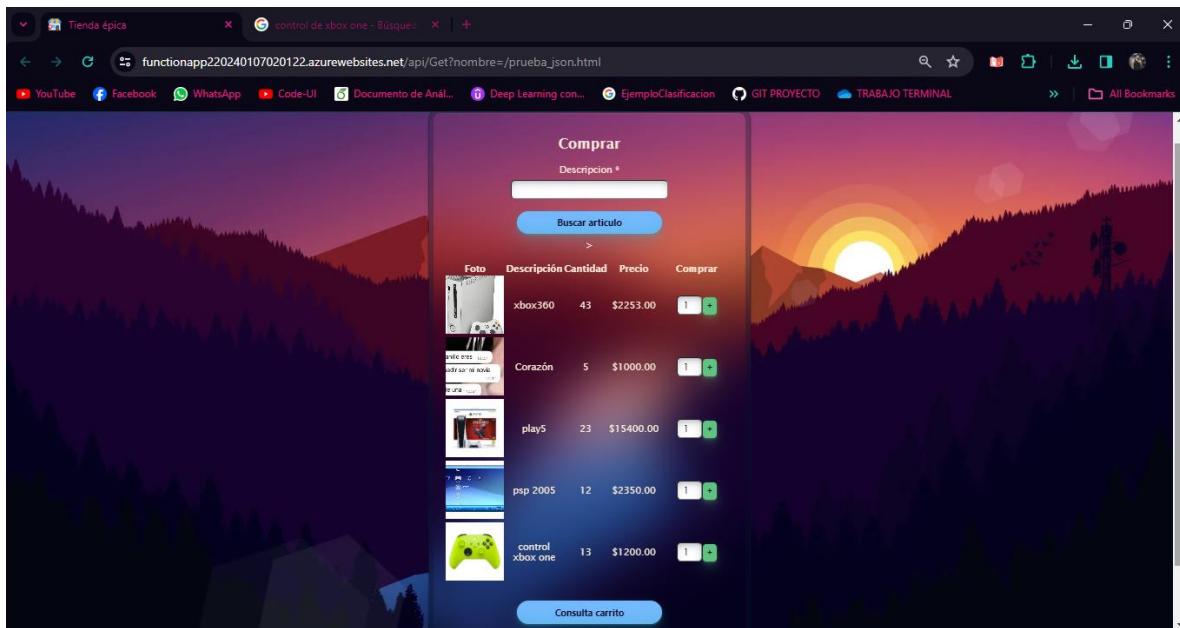 Tienda épica
control de xbox one - Búsqued
functionapp220240107020122.azurewebsites.net/api/Get?nombre=/prueba_json.html
YouTube Facebook WhatsApp Code-UI Documento de Anál... Deep Learning con... EjemploClasificacion GIT PROYECTO TRABAJO TERMINAL » All Bookmarks
Comprar
Descripcion *
Buscar articulo
>
Foto Descripción Cantidad Precio Comprar
xbox360 43 $2253.00 1 +
Corazón 5 $1000.00 1 +
play5 23 $15400.00 1 +
psp 2005 12 $2350.00 1 +
control
xbox one 13 $1200.00 1 +
Consulta carrito